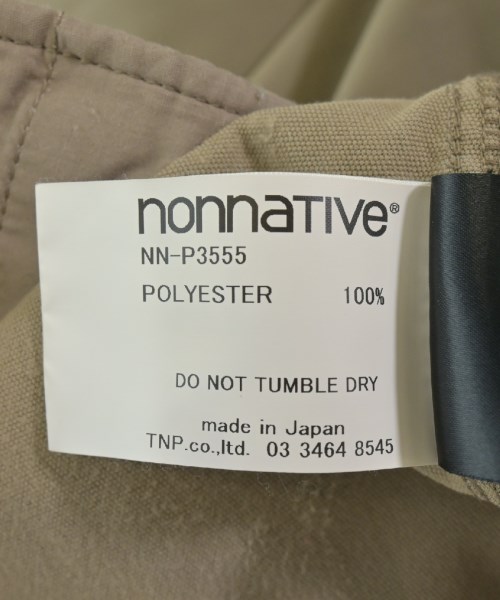 nonnative®
NN-P3555
POLYESTER 100%
DO NOT TUMBLE DRY
made in Japan
TNP.co.,ltd. 03 3464 8545